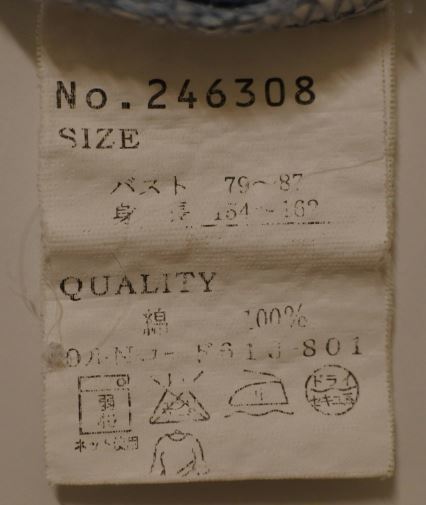 No.246308
SIZE
バスト 79〜87
身長 154〜162
QUALITY
綿 100%
弱
ドライ
セキユ系
ネット使用